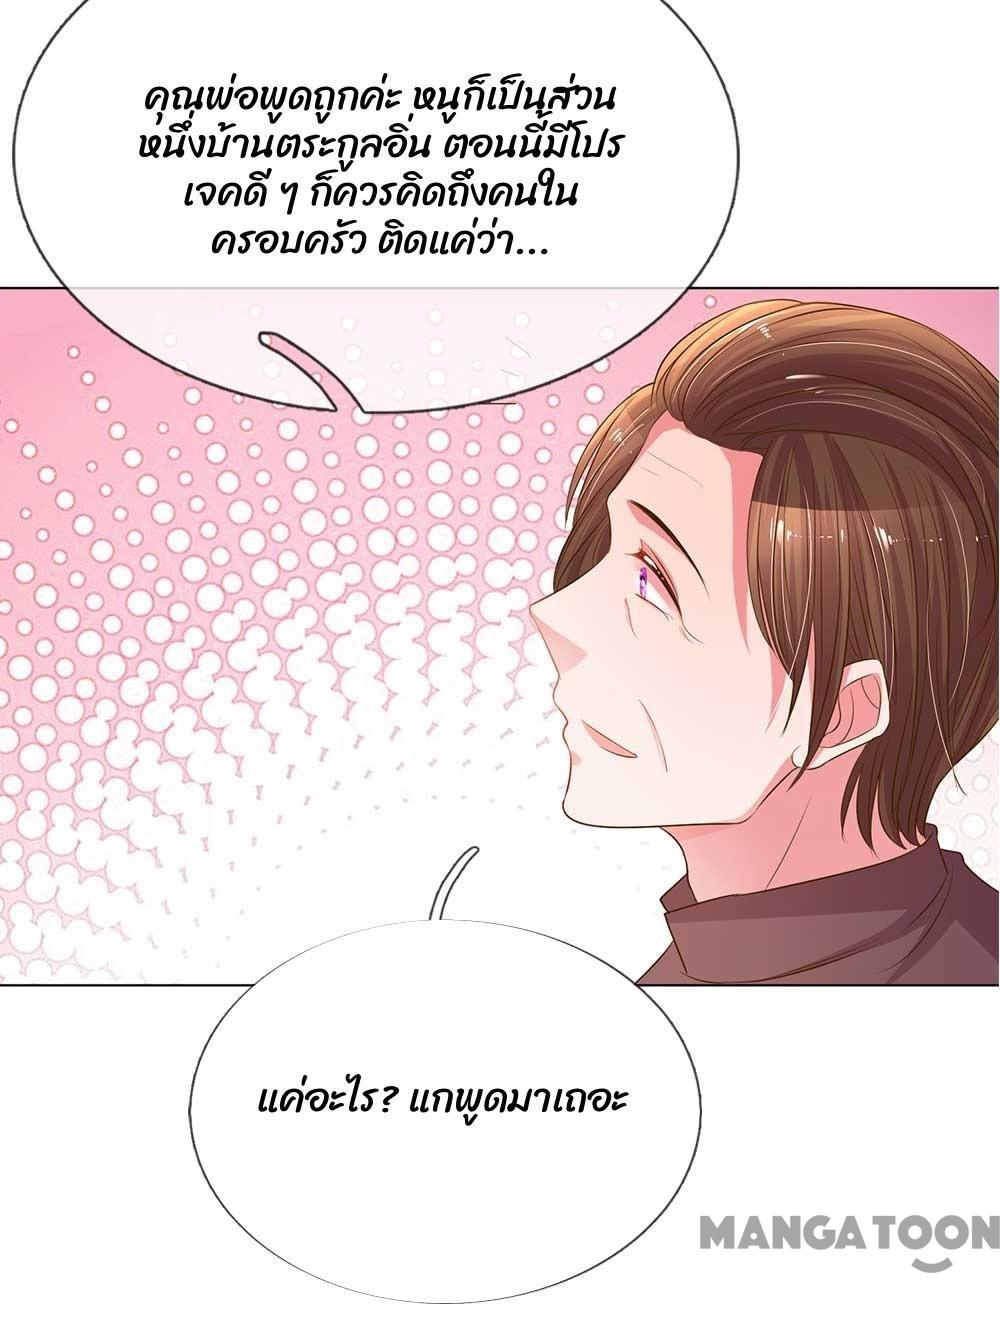 คุณพ่อพูดถูกค่ะ หนูก็เป็นส่วน
หนึ่งบ้านตระกูลอิ่น ตอนนี้มีโปร
เจคดี ๆ ก็ควรคิดถึงคนใน
ครอบครัว ติดแค่ว่า...
แค่อะไร? แกพูดมาเถอะ
MANGATOON